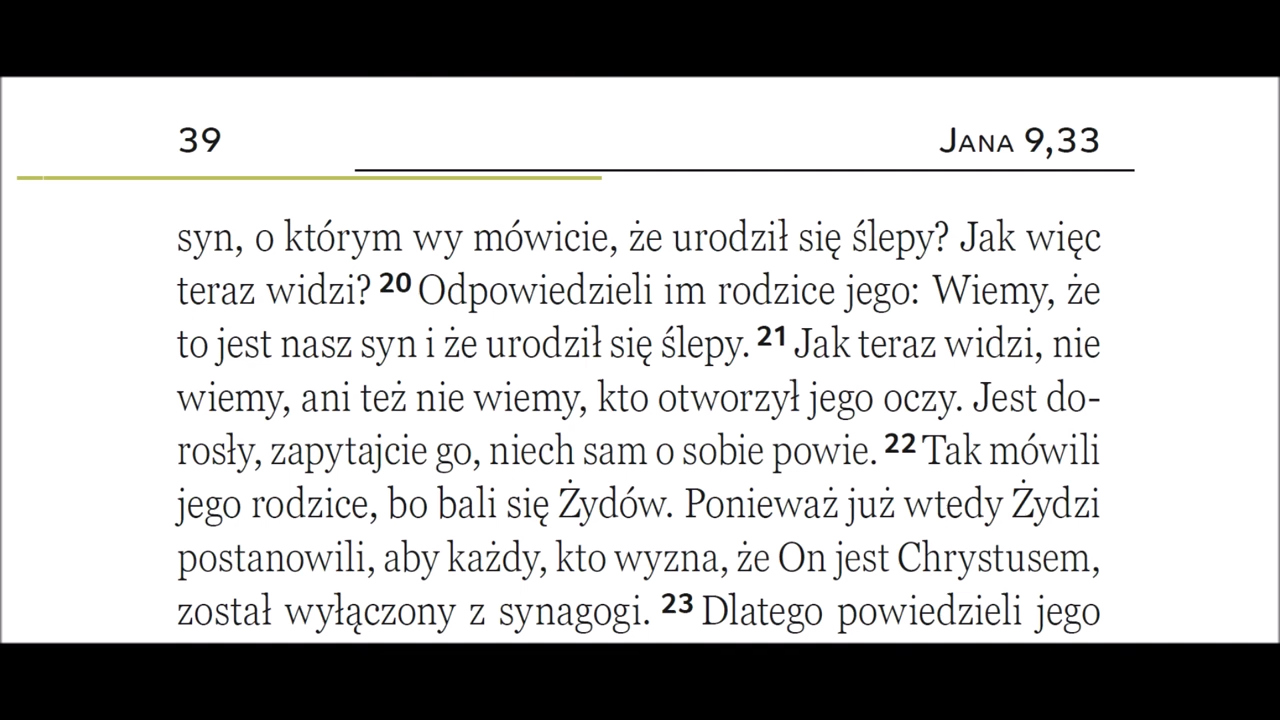 39 Jana 9,33
syn, o którym wy mówicie, że urodził się ślepy? Jak więc
teraz widzi? 20 Odpowiedzieli im rodzice jego: Wiemy, że
to jest nasz syn i że urodził się ślepy. 21 Jak teraz widzi, nie
wiemy, ani też nie wiemy, kto otworzył jego oczy. Jest do-
rosły, zapytajcie go, niech sam o sobie powie. 22 Tak mówili
jego rodzice, bo bali się Żydów. Ponieważ już wtedy Żydzi
postanowili, aby każdy, kto wyzna, że On jest Chrystusem,
został wyłączony z synagogi. 23 Dlatego powiedzieli jego